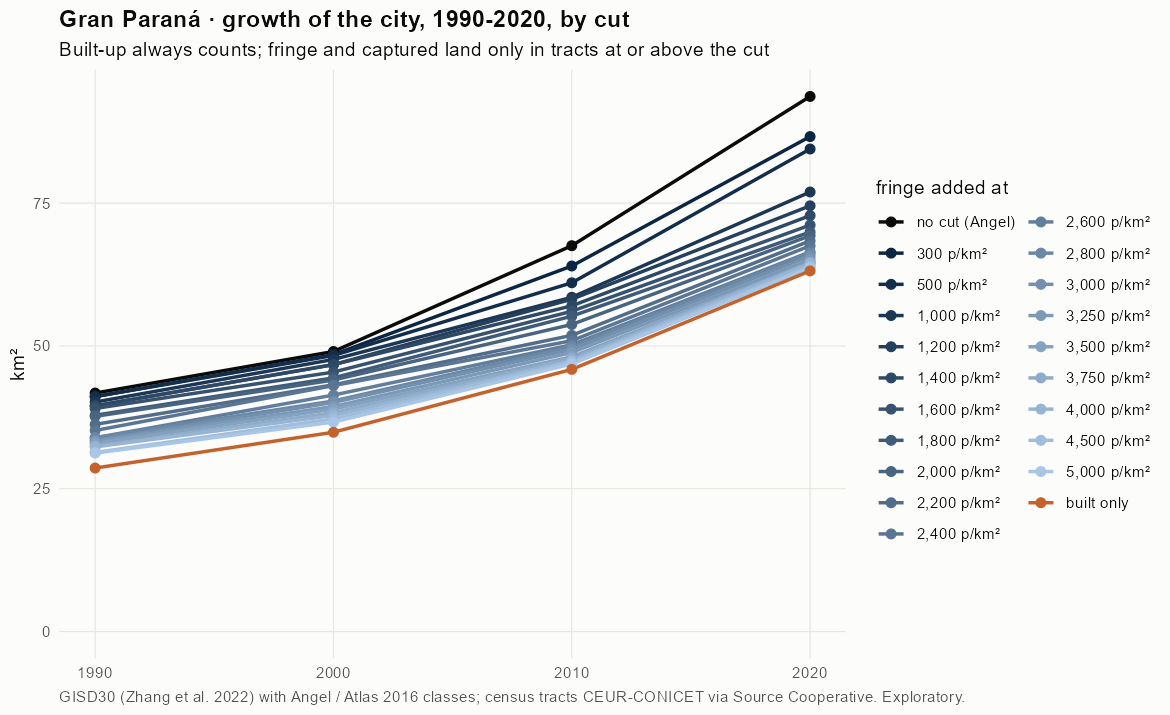 Gran Paraná · growth of the city, 1990-2020, by cut
Built-up always counts; fringe and captured land only in tracts at or above the cut
km²
75
50
25
0
1990
2000
2010
2020
fringe added at
no cut (Angel)
300 p/km²
500 p/km²
1,000 p/km²
1,200 p/km²
1,400 p/km²
1,600 p/km²
1,800 p/km²
2,000 p/km²
2,200 p/km²
2,400 p/km²
2,600 p/km²
2,800 p/km²
3,000 p/km²
3,250 p/km²
3,500 p/km²
3,750 p/km²
4,000 p/km²
4,500 p/km²
5,000 p/km²
built only
GISD30 (Zhang et al. 2022) with Angel / Atlas 2016 classes; census tracts CEUR-CONICET via Source Cooperative. Exploratory.